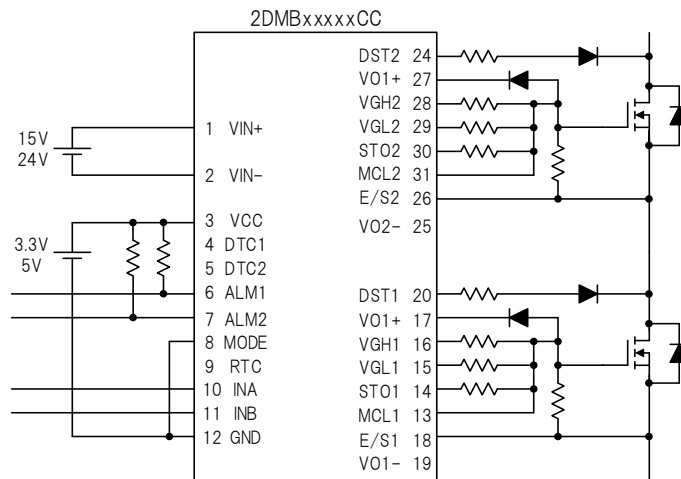 2DMBxxxxxCC
15V
24V
3.3V
5V
1 VIN+
2 VIN-
3 VCC
4 DTC1
5 DTC2
6 ALM1
7 ALM2
8 MODE
9 RTC
10 INA
11 INB
12 GND
DST2 24
VO1+ 27
VGH2 28
VGL2 29
STO2 30
MCL2 31
E/S2 26
VO2- 25
DST1 20
VO1+ 17
VGH1 16
VGL1 15
STO1 14
MCL1 13
E/S1 18
VO1- 19